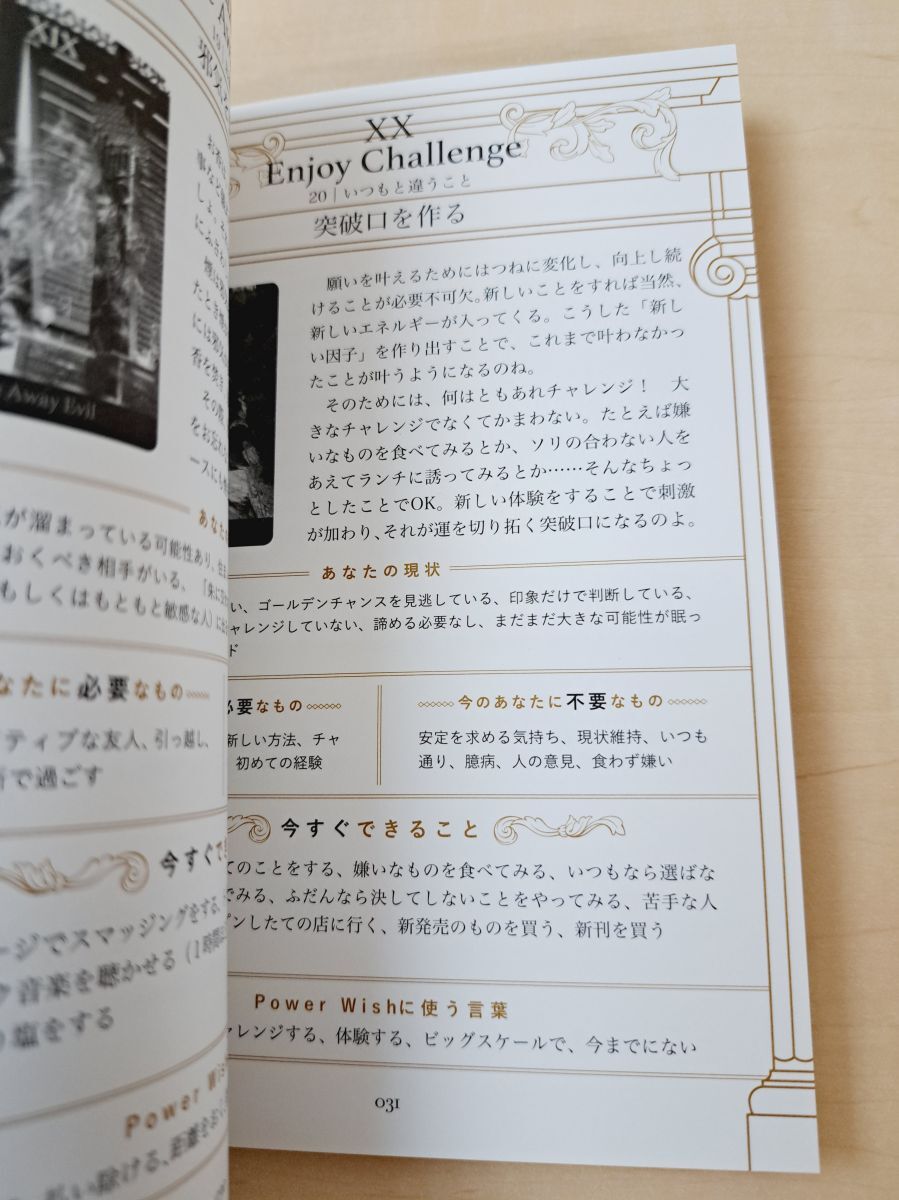 XIX
Away Evil
が溜まっている可能性あり、
おくべき相手がいる、
もしくはもともと敏感な人）
なたに必要なもの
ティブな友人、引っ越し、
所で過ごす
今すぐで
ージでスマッジングをする、
ク音楽を聴かせる（1時間
り塩をする
Power Wis
XX
Enjoy Challenge
20｜いつもと違うこと
突破口を作る
願いを叶えるためにはつねに変化し、向上し続
けることが必要不可欠。新しいことをすれば当然、
新しいエネルギーが入ってくる。こうした「新し
い因子」を作り出すことで、これまで叶わなかっ
たことが叶うようになるのね。
そのためには、何はともあれチャレンジ！　大
きなチャレンジでなくてかまわない。たとえば嫌
いなものを食べてみるとか、ソリの合わない人を
あえてランチに誘ってみるとか……そんなちょっ
としたことでOK。新しい体験をすることで刺激
が加わり、それが運を切り拓く突破口になるのよ。
あなたの現状
い、ゴールデンチャンスを見逃している、印象だけで判断している、
ャレンジしていない、諦める必要なし、まだまだ大きな可能性が眠っ
ド
必要なもの
新しい方法、チャ
初めての経験
今のあなたに不要なもの
安定を求める気持ち、現状維持、いつも
通り、臆病、人の意見、食わず嫌い
今すぐできること
てのことをする、嫌いなものを食べてみる、いつもなら選ばな
でみる、ふだんなら決してしないことをやってみる、苦手な人
プンしたての店に行く、新発売のものを買う、新刊を買う
Power Wishに使う言葉
ャレンジする、体験する、ビッグスケールで、今までにない
031